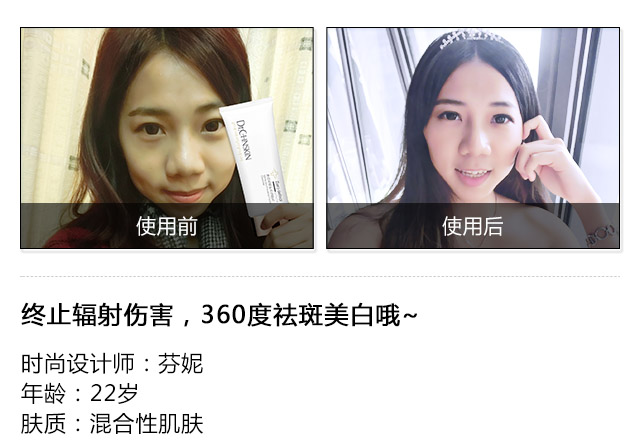 DR.CHNSKIN
使用前
使用后
终止辐射伤害，360度祛斑美白哦~
时尚设计师：芬妮
年龄：22岁
肤质：混合性肌肤